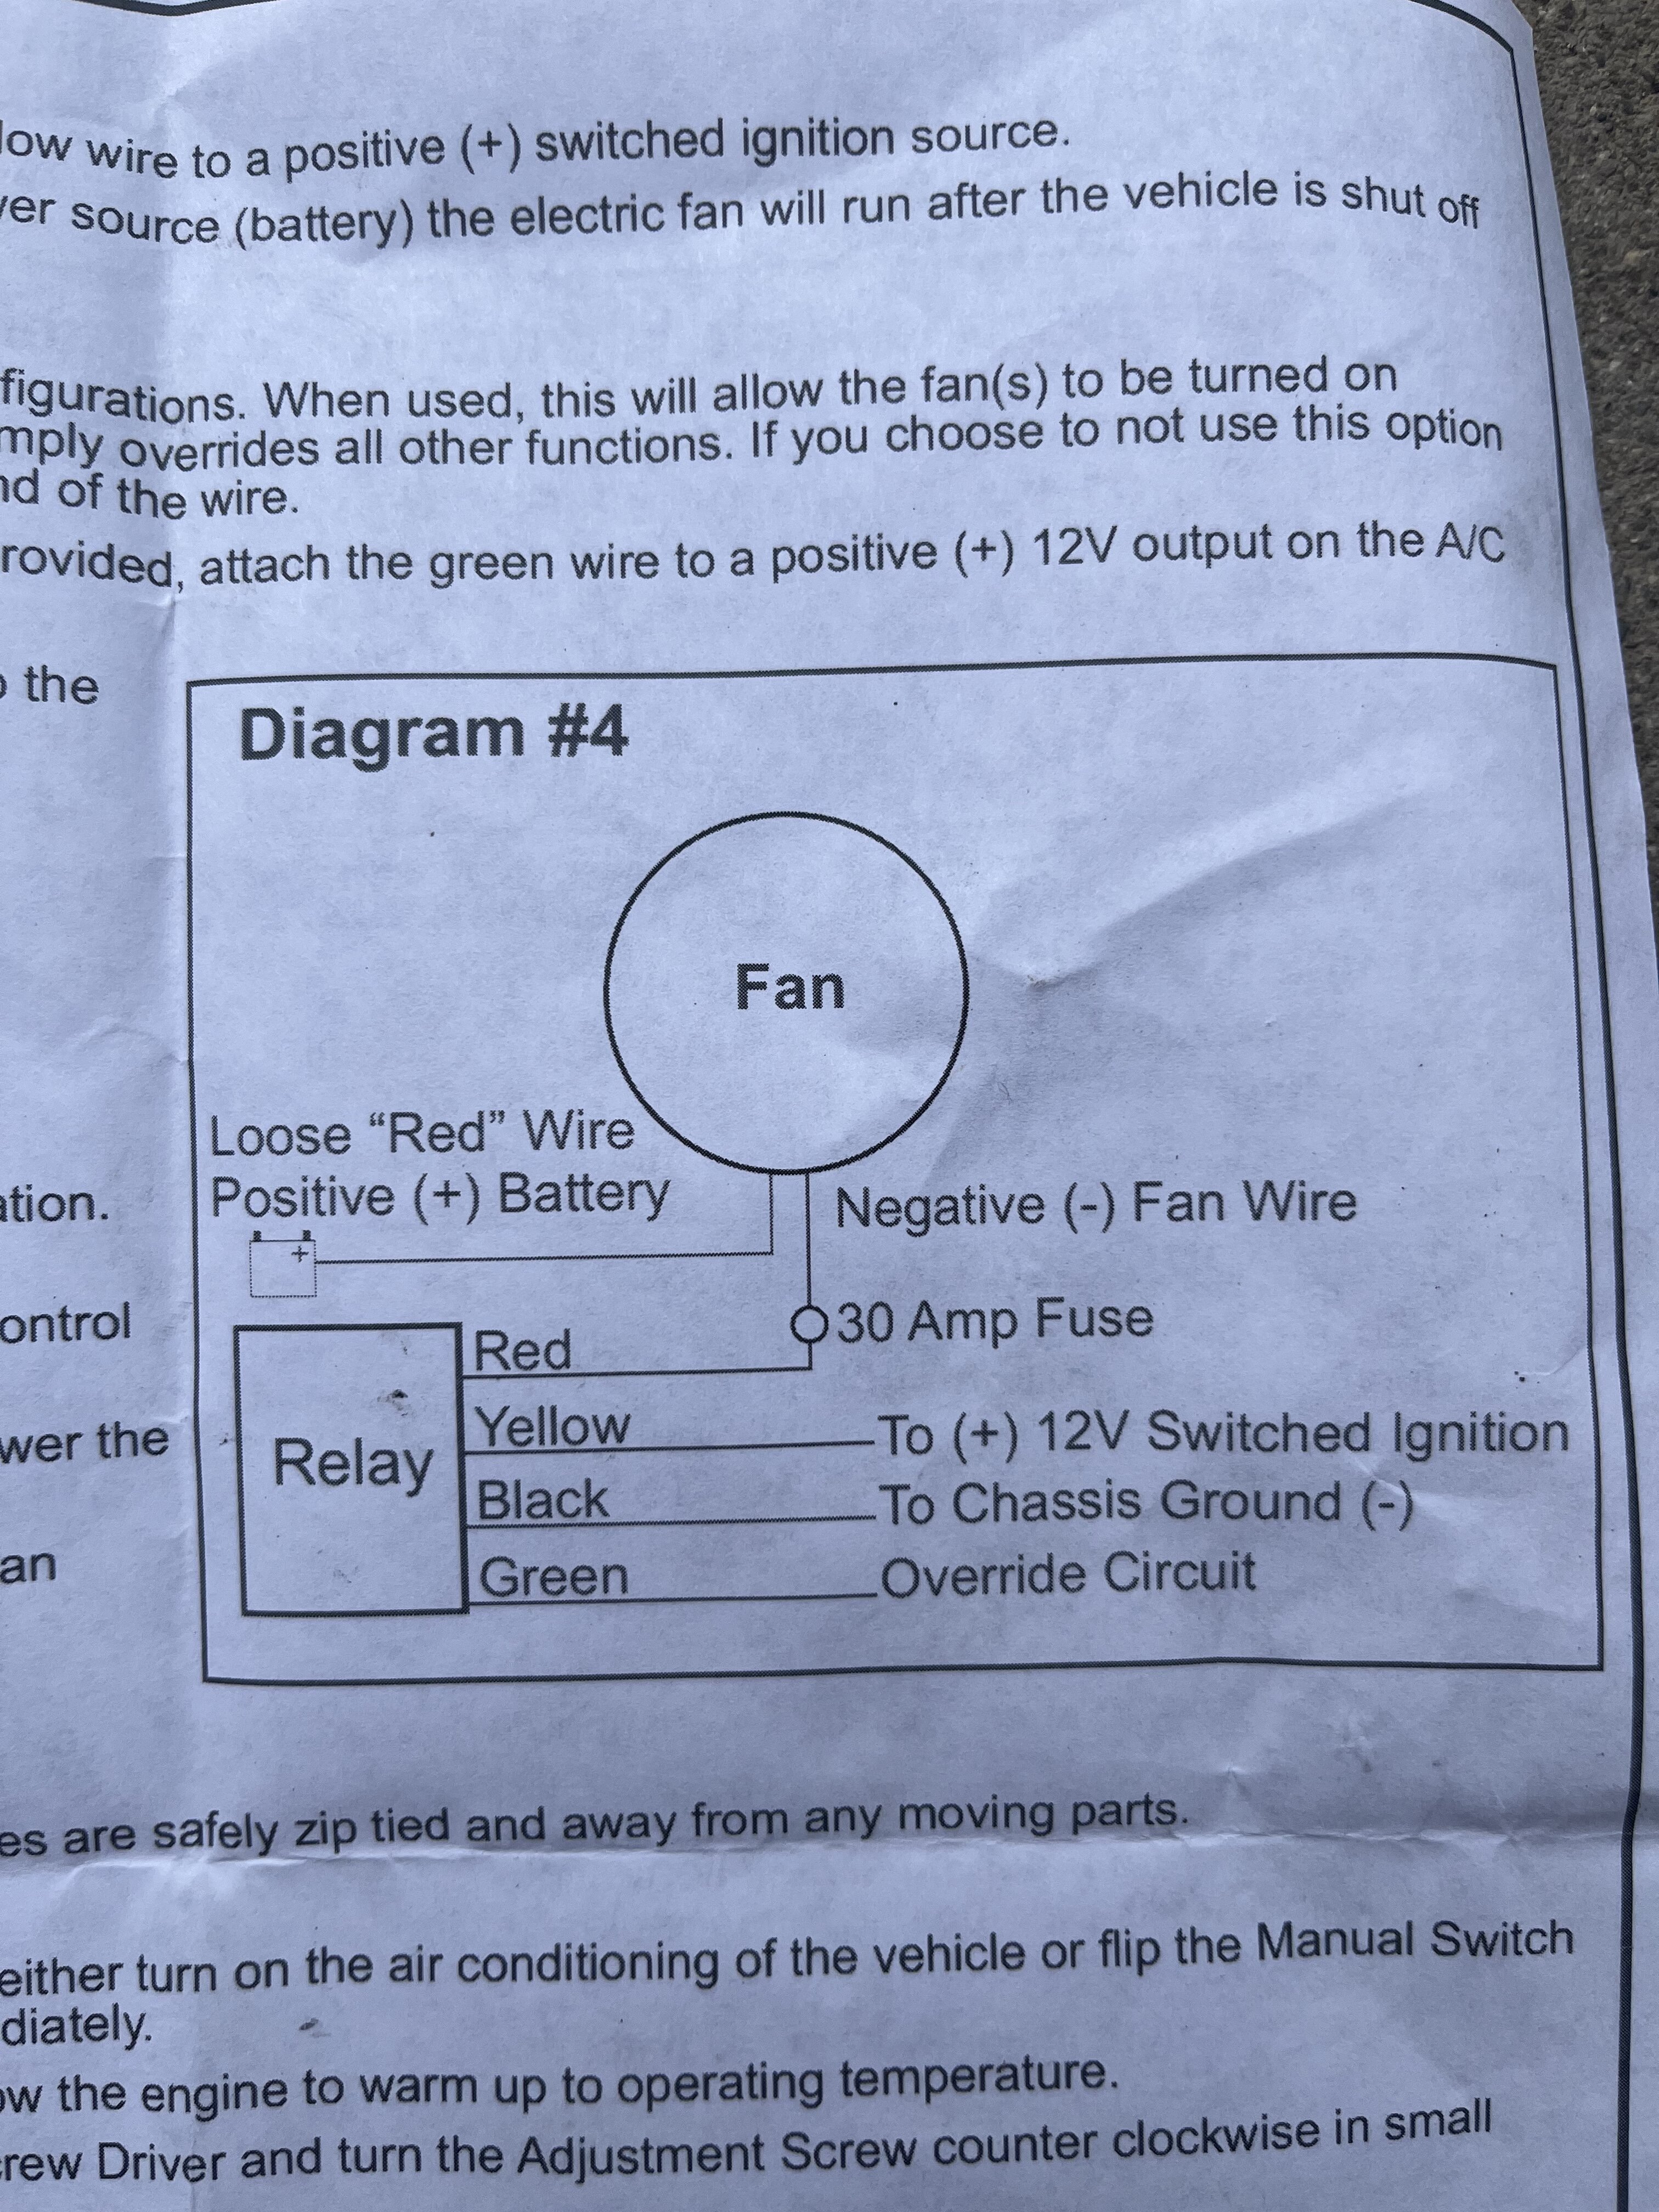 low wire to a positive (+) switched ignition source.
er source (battery) the electric fan will run after the vehicle is shut off
figurations. When used, this will allow the fan(s) to be turned on
mply overrides all other functions. If you choose to not use this option
nd of the wire.
rovided, attach the green wire to a positive (+) 12V output on the A/C
the
Diagram #4
Fan
Loose “Red” Wire
Positive (+) Battery
Negative (-) Fan Wire
ation.
+
30 Amp Fuse
ontrol
Red
Yellow
To (+) 12V Switched Ignition
wer the
Relay
Black
To Chassis Ground (-)
an
Green
Override Circuit
es are safely zip tied and away from any moving parts.
either turn on the air conditioning of the vehicle or flip the Manual Switch
diately.
ow the engine to warm up to operating temperature.
rew Driver and turn the Adjustment Screw counter clockwise in small